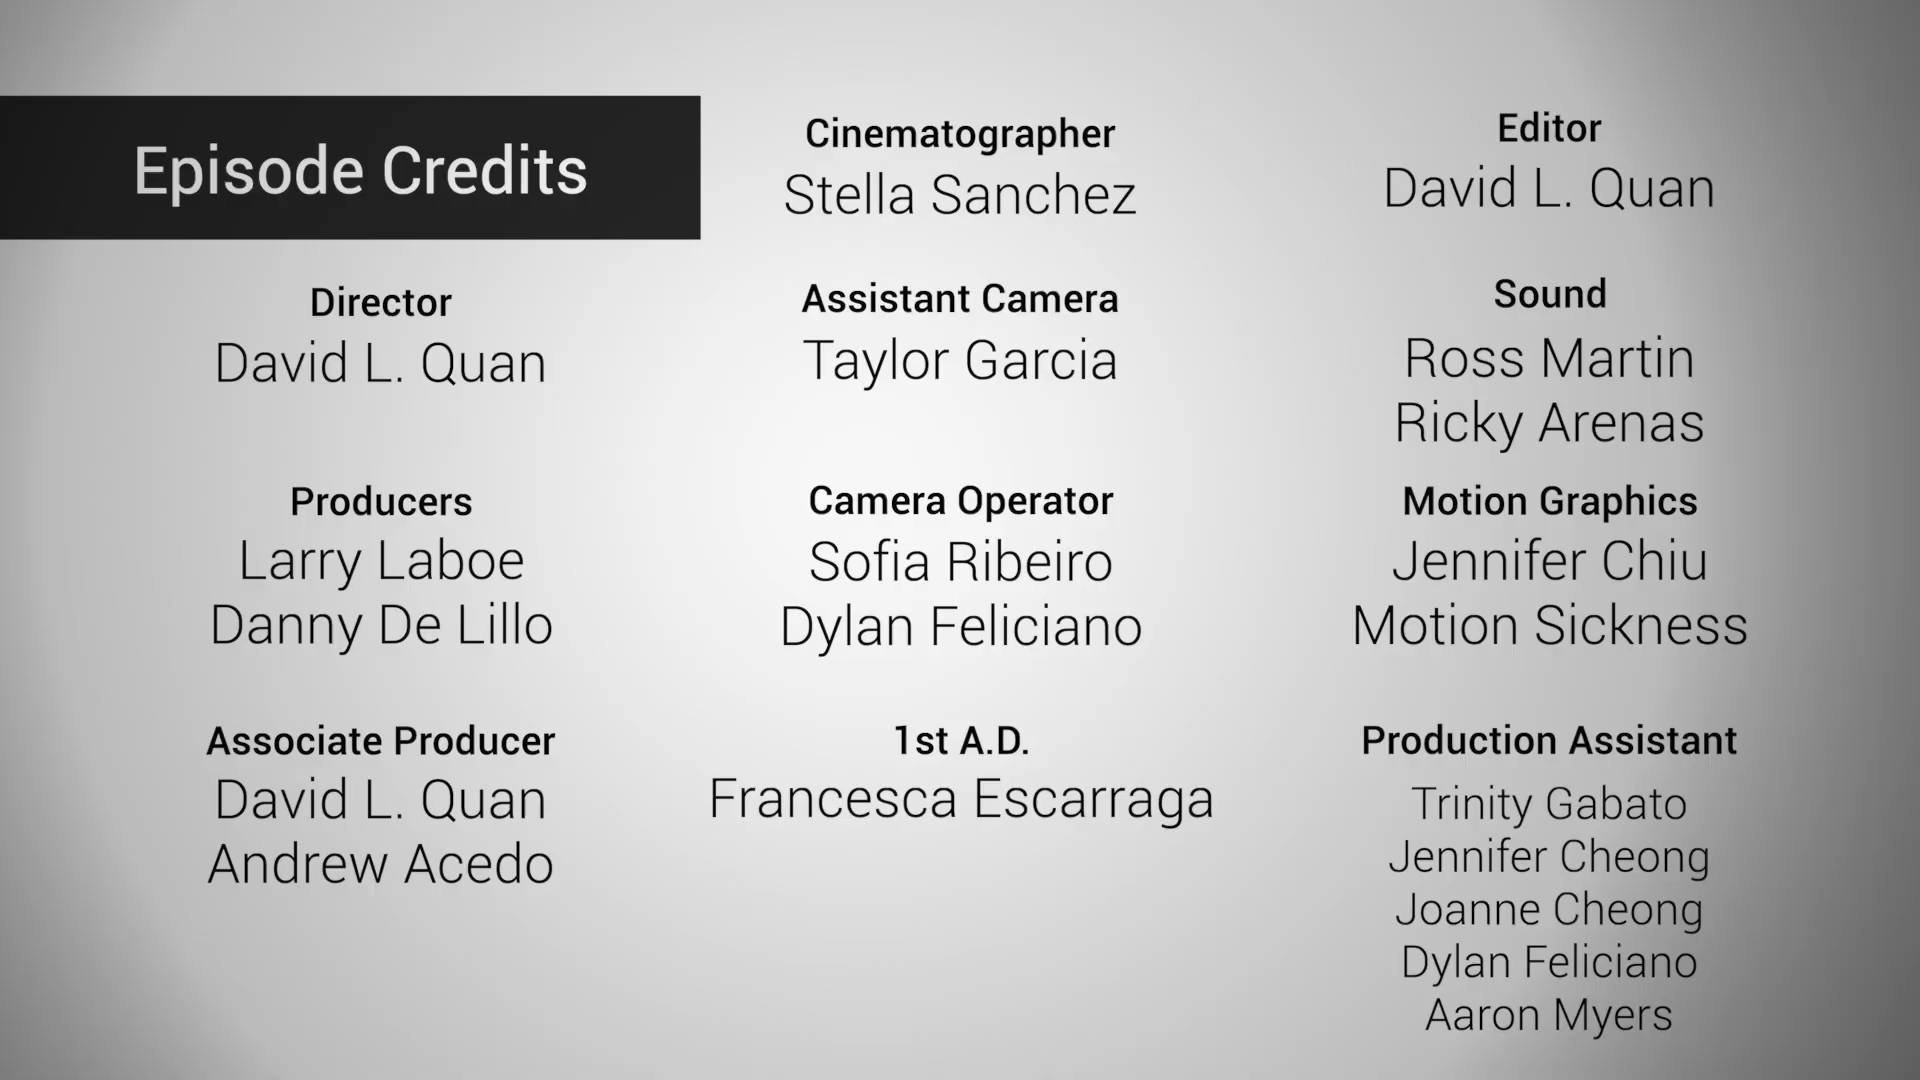 Episode Credits
Director
David L. Quan
Producers
Larry Laboe
Danny De Lillo
Associate Producer
David L. Quan
Andrew Acedo
Cinematographer
Stella Sanchez
Assistant Camera
Taylor Garcia
Camera Operator
Sofia Ribeiro
Dylan Feliciano
1st A.D.
Francesca Escarraga
Editor
David L. Quan
Sound
Ross Martin
Ricky Arenas
Motion Graphics
Jennifer Chiu
Motion Sickness
Production Assistant
Trinity Gabato
Jennifer Cheong
Joanne Cheong
Dylan Feliciano
Aaron Myers